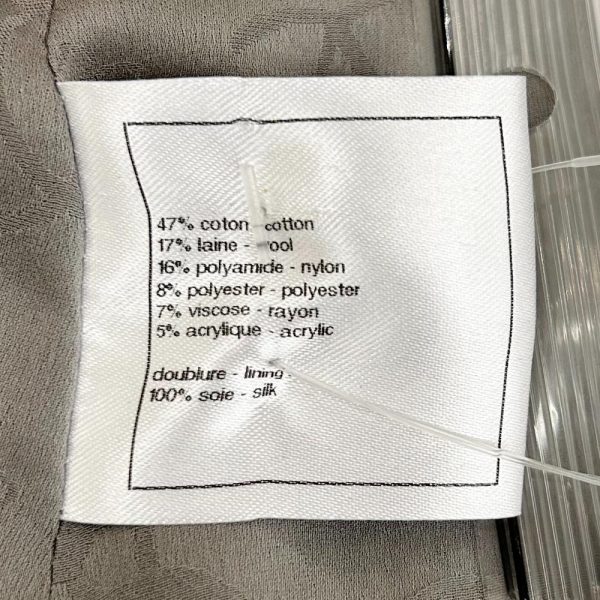 47% coton cotton
17% laine - wool
16% polyamide - nylon
8% polyester - polyester
7% viscose - rayon
5% acrylique - acrylic
doublure - lining
100% soie - silk